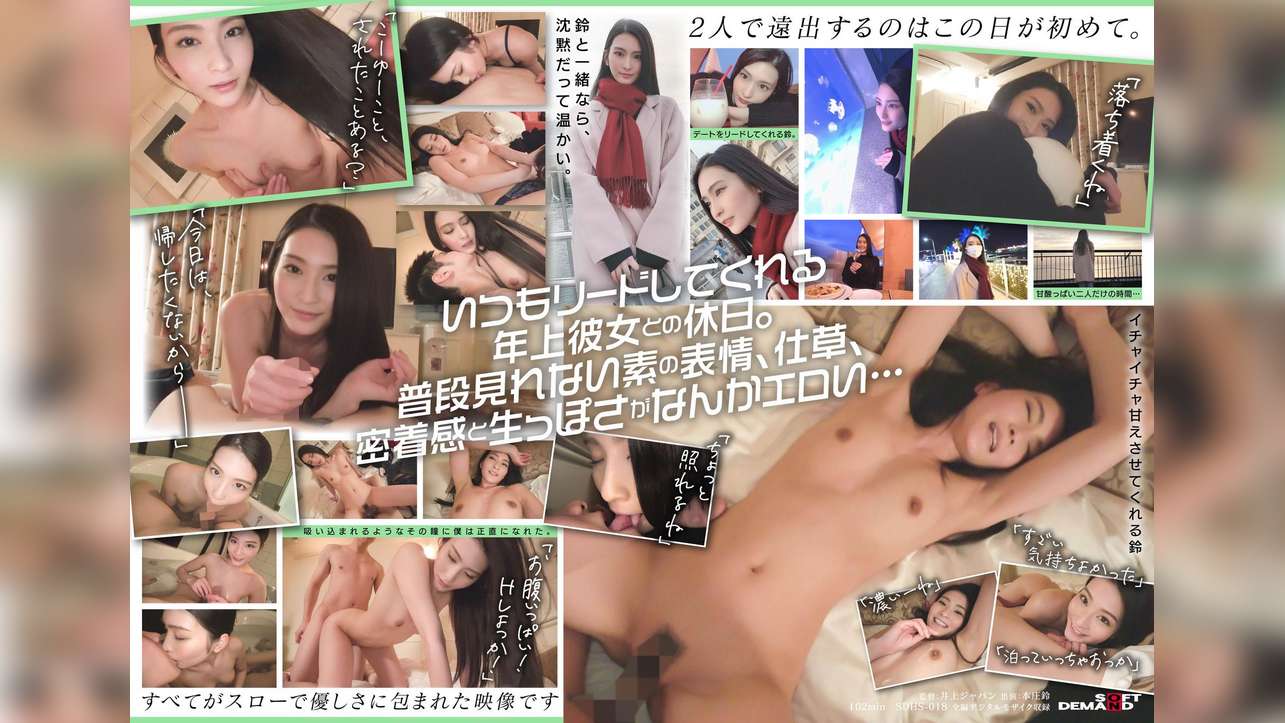 「こーゆーこと、
されたことある？」
鈴と一緒なら、
沈黙だって温かい。
2人で遠出するのはこの日が初めて。
デートをリードしてくれる鈴。
「落ち着くね」
甘酸っぱい二人だけの時間…
「今日は、
帰したくないから──」
いつもリードしてくれる
年上彼女との休日。
普段見れない素の表情、仕草、
密着感と生っぽさがなんかエロい…
イチャイチャ甘えさせてくれる鈴
「ちょっと
照れるね」
吸い込まれるようなその瞳に僕は正直になれた。
「お腹いっぱい！
Hしよっか！」
「すごい
気持ちよかった」
「濃いーね」
「泊っていっちゃおっか」
すべてがスローで優しさに包まれた映像です
監督:井上ジャパン 出演:本庄鈴
102min SDHS-018 全編デジタルモザイク収録
SOFT
ON
DEMAND